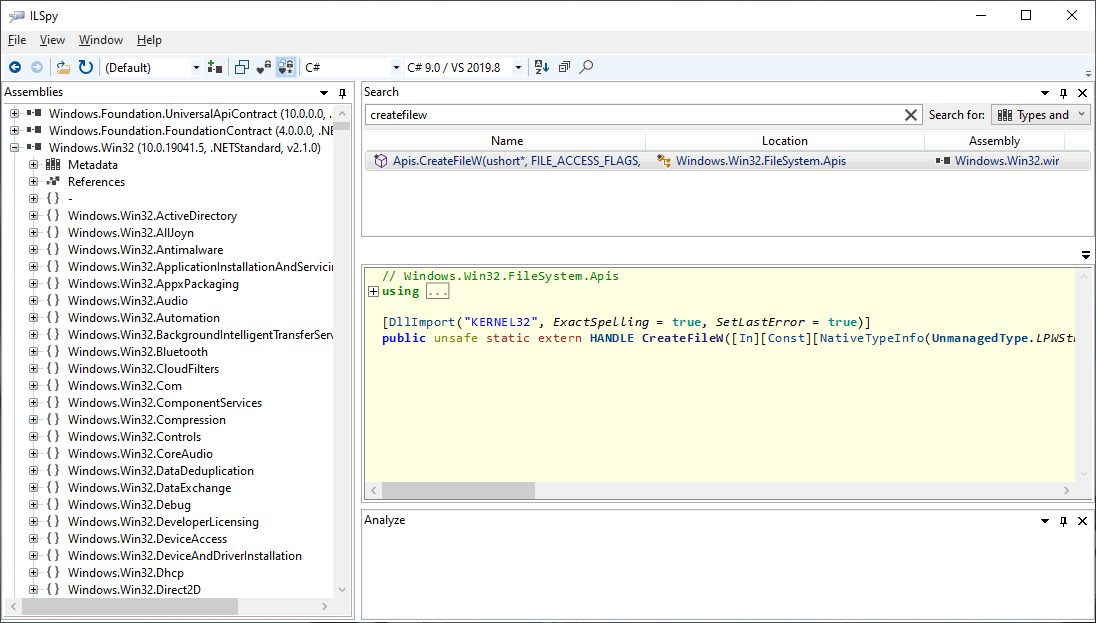 ILSpy
File View Window Help
(Default) C# C# 9.0 / VS 2019.8
Assemblies
Windows.Foundation.UniversalApiContract (10.0.0.0, .
Windows.Foundation.FoundationContract (4.0.0.0, .NE
Windows.Win32 (10.0.19041.5, .NETStandard, v2.1.0)
Metadata
References
{ } -
{ } Windows.Win32.ActiveDirectory
{ } Windows.Win32.AllJoyn
{ } Windows.Win32.Antimalware
{ } Windows.Win32.ApplicationInstallationAndServicin
{ } Windows.Win32.AppxPackaging
{ } Windows.Win32.Audio
{ } Windows.Win32.Automation
{ } Windows.Win32.BackgroundIntelligentTransferServ
{ } Windows.Win32.Bluetooth
{ } Windows.Win32.CloudFilters
{ } Windows.Win32.Com
{ } Windows.Win32.ComponentServices
{ } Windows.Win32.Compression
{ } Windows.Win32.Controls
{ } Windows.Win32.CoreAudio
{ } Windows.Win32.DataDeduplication
{ } Windows.Win32.DataExchange
{ } Windows.Win32.Debug
{ } Windows.Win32.DeveloperLicensing
{ } Windows.Win32.DeviceAccess
{ } Windows.Win32.DeviceAndDriverInstallation
{ } Windows.Win32.Dhcp
{ } Windows.Win32.Direct2D
Search
createfilew Search for: Types and
Name Location Assembly
Apis.CreateFileW(ushort*, FILE_ACCESS_FLAGS, Windows.Win32.FileSystem.Apis Windows.Win32.wir
// Windows.Win32.FileSystem.Apis
using ...
[DllImport("KERNEL32", ExactSpelling = true, SetLastError = true)]
public unsafe static extern HANDLE CreateFileW([In][Const][NativeTypeInfo(UnmanagedType.LPWSt
Analyze